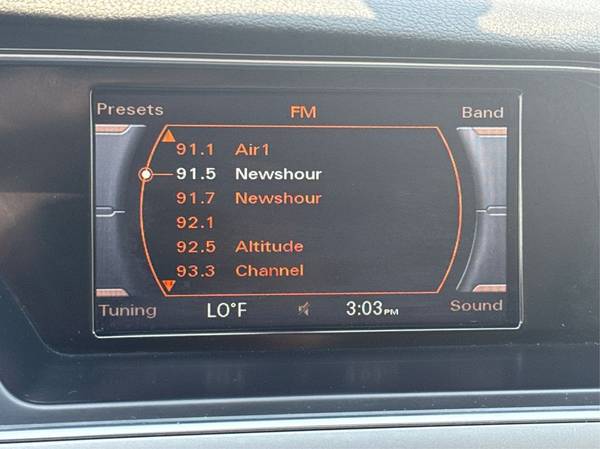 Presets FM Band
91.1 Air1
91.5 Newshour
91.7 Newshour
92.1
92.5 Altitude
93.3 Channel
Tuning LO°F 3:03PM Sound